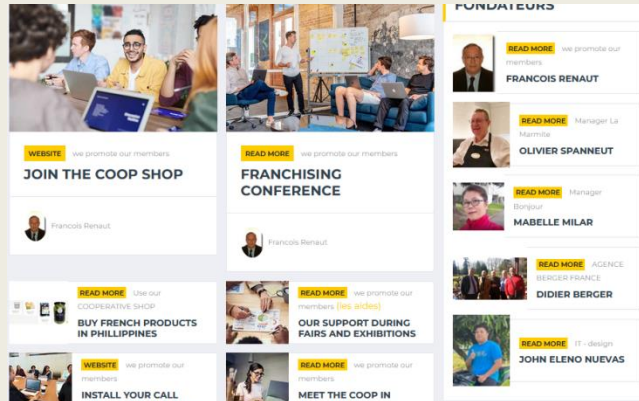 WEBSITE we promote our members
JOIN THE COOP SHOP
Francois Renaut
READ MORE we promote our members
FRANCHISING
CONFERENCE
Francois Renaut
READ MORE Use our
COOPERATIVE SHOP
BUY FRENCH PRODUCTS
IN PHILLIPPINES
READ MORE we promote our
members (les aides)
OUR SUPPORT DURING
FAIRS AND EXHIBITIONS
WEBSITE we promote our
members
INSTALL YOUR CALL
READ MORE we promote our
members
MEET THE COOP IN
FONDATEURS
READ MORE we promote our
members
FRANCOIS RENAUT
READ MORE Manager La
Marmite
OLIVIER SPANNEUT
READ MORE Manager
Bonjour
MABELLE MILAR
READ MORE AGENCE
BERGER FRANCE
DIDIER BERGER
READ MORE IT - design
JOHN ELENO NUEVAS